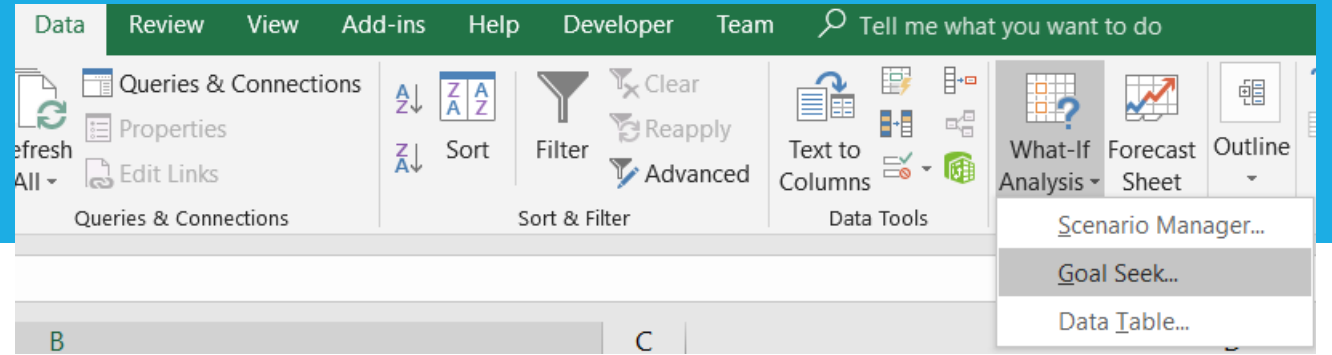 Data Review View Add-ins Help Developer Team Tell me what you want to do
Queries & Connections
Properties
Edit Links
efresh
All
Queries & Connections
A
Z
Z
A
Z A
A Z
Sort
Filter
Clear
Reapply
Advanced
Sort & Filter
Text to
Columns
Data Tools
What-If
Analysis
Forecast
Sheet
Outline
Scenario Manager...
Goal Seek...
Data Table...
B C